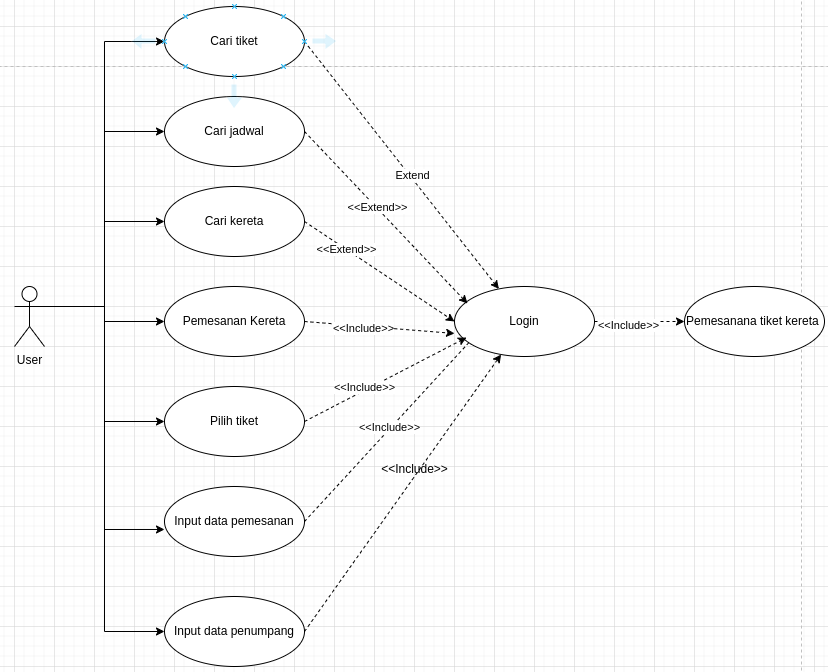 Cari tiket
Cari jadwal
Extend
<<Extend>>
Cari kereta
<<Extend>>
Pemesanan Kereta
<<Include>>
Login
<<Include>>
Pemesanana tiket kereta
User
<<Include>>
Pilih tiket
<<Include>>
<<Include>>
Input data pemesanan
Input data penumpang